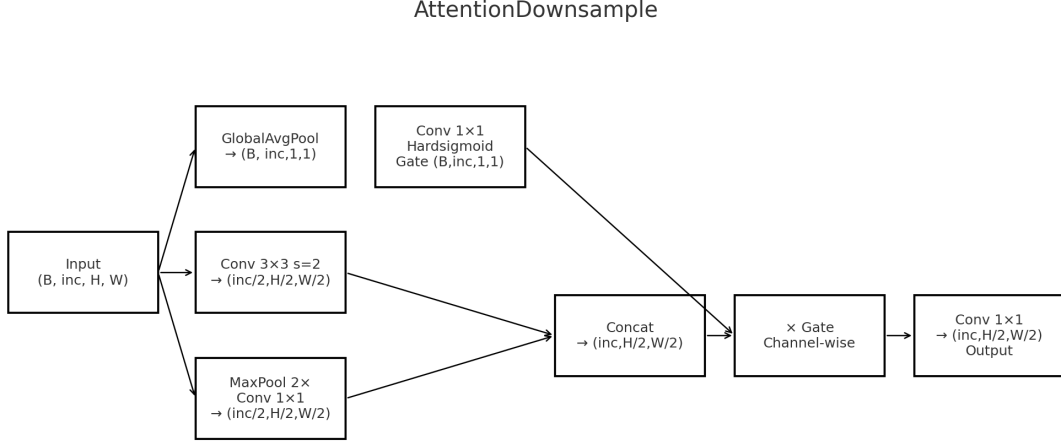 AttentionDownsample
GlobalAvgPool
→ (B, inc,1,1)
Conv 1×1
Hardsigmoid
Gate (B,inc,1,1)
Input
(B, inc, H, W)
Conv 3×3 s=2
→ (inc/2,H/2,W/2)
MaxPool 2×
Conv 1×1
→ (inc/2,H/2,W/2)
Concat
→ (inc,H/2,W/2)
× Gate
Channel-wise
Conv 1×1
→ (inc,H/2,W/2)
Output